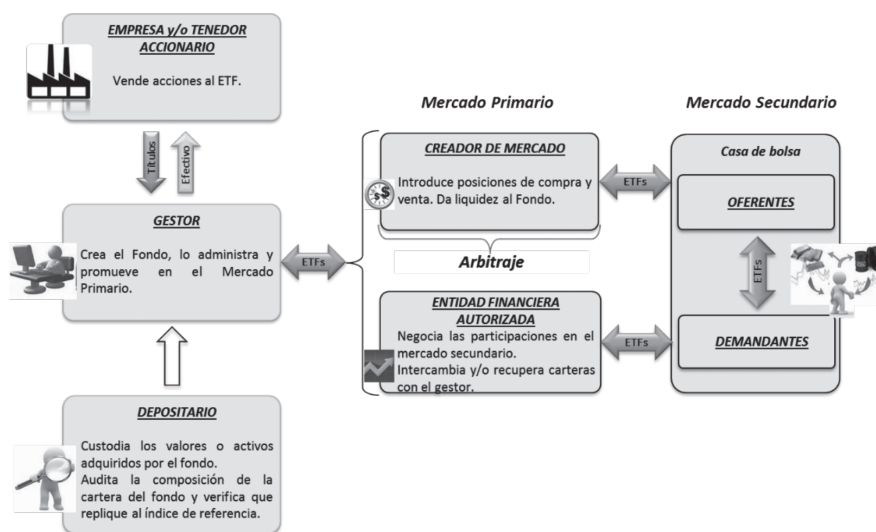 EMPRESA y/o TENEDOR
ACCIONARIO
Vende acciones al ETF.
Títulos
Efectivo
GESTOR
Crea el Fondo, lo administra y
promueve en el Mercado
Primario.
DEPOSITARIO
Custodia los valores o activos
adquiridos por el fondo.
Audita la composición de la
cartera del fondo y verifica que
replique al índice de referencia.
ETFs
Mercado Primario
CREADOR DE MERCADO
Introduce posiciones de compra y
venta. Da liquidez al Fondo.
$$
Arbitraje
ENTIDAD FINANCIERA
AUTORIZADA
Negocia las participaciones en el
mercado secundario.
Intercambia y/o recupera carteras
con el gestor.
ETFs
ETFs
Mercado Secundario
Casa de bolsa
OFERENTES
ETFs
DEMANDANTES